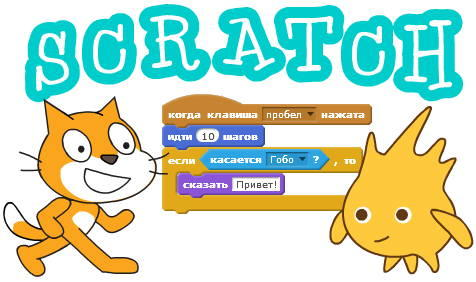 SCRATCH
когда клавиша пробел нажата
идти 10 шагов
если касается Гобо ? , то
сказать Привет!